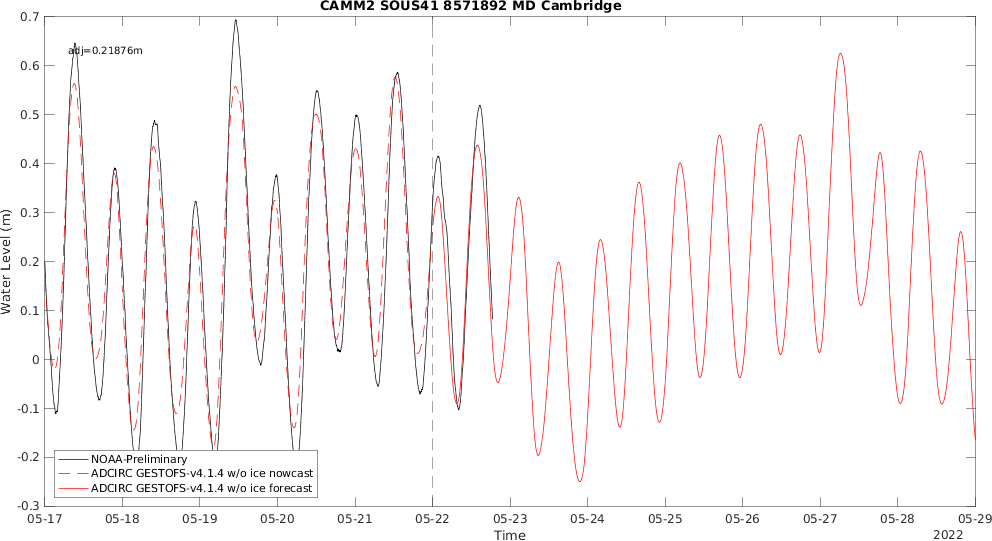 CAMM2 SOUS41 8571892 MD Cambridge
0.7
adj=0.21876m
0.6
0.5
0.4
0.3
0.2
0.1
0
-0.1
-0.2
-0.3
Water Level (m)
NOAA-Preliminary
ADCIRC GESTOFS-v4.1.4 w/o ice nowcast
ADCIRC GESTOFS-v4.1.4 w/o ice forecast
05-17 05-18 05-19 05-20 05-21 05-22 05-23 05-24 05-25 05-26 05-27 05-28 05-29
Time
2022